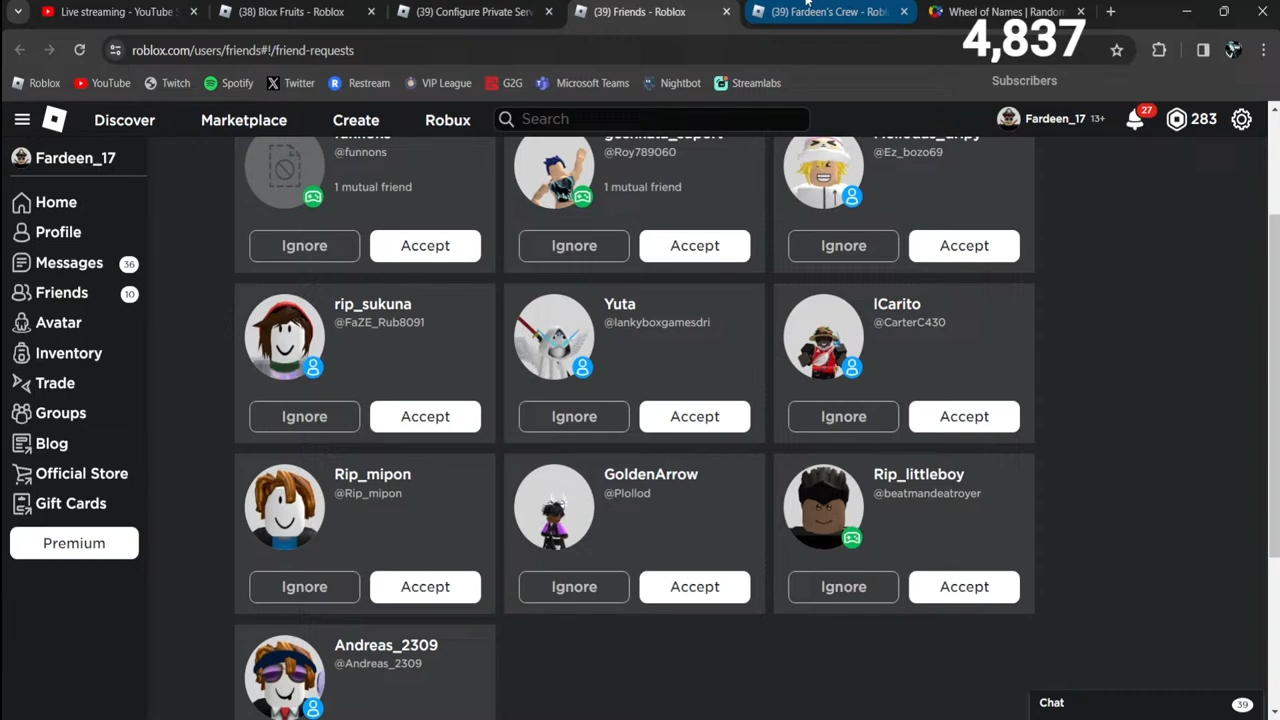 Live streaming - YouTube S
(38) Blox Fruits - Roblox
(39) Configure Private Serv
(39) Friends - Roblox
(39) Fardeen's Crew - Robl
Wheel of Names | Random
roblox.com/users/friends#!/friend-requ
4,837
Subscribers
Roblox
YouTube
Twitch
Spotify
Twitter
Restream
VIP League
G2G
Microsoft Teams
Nightbot
Streamlabs
Discover
Marketplace
Create
Robux
Search
Fardeen_17 13+
27
283
Fardeen_17
Home
Profile
Messages 36
Friends 10
Avatar
Inventory
Trade
Groups
Blog
Official Store
Gift Cards
Premium
funnons
@funnons
1 mutual friend
Ignore
Accept
@Roy789060
1 mutual friend
Ignore
Accept
@Ez_bozo69
Ignore
Accept
rip_sukuna
@FaZE_Rub8091
Ignore
Accept
Yuta
@lankyboxgamesdri
Ignore
Accept
lCarito
@CarterC430
Ignore
Accept
Rip_mipon
@Rip_mipon
Ignore
Accept
GoldenArrow
@Plollod
Ignore
Accept
Rip_littleboy
@beatmandeatroyer
Ignore
Accept
Andreas_2309
@Andreas_2309
Chat
39